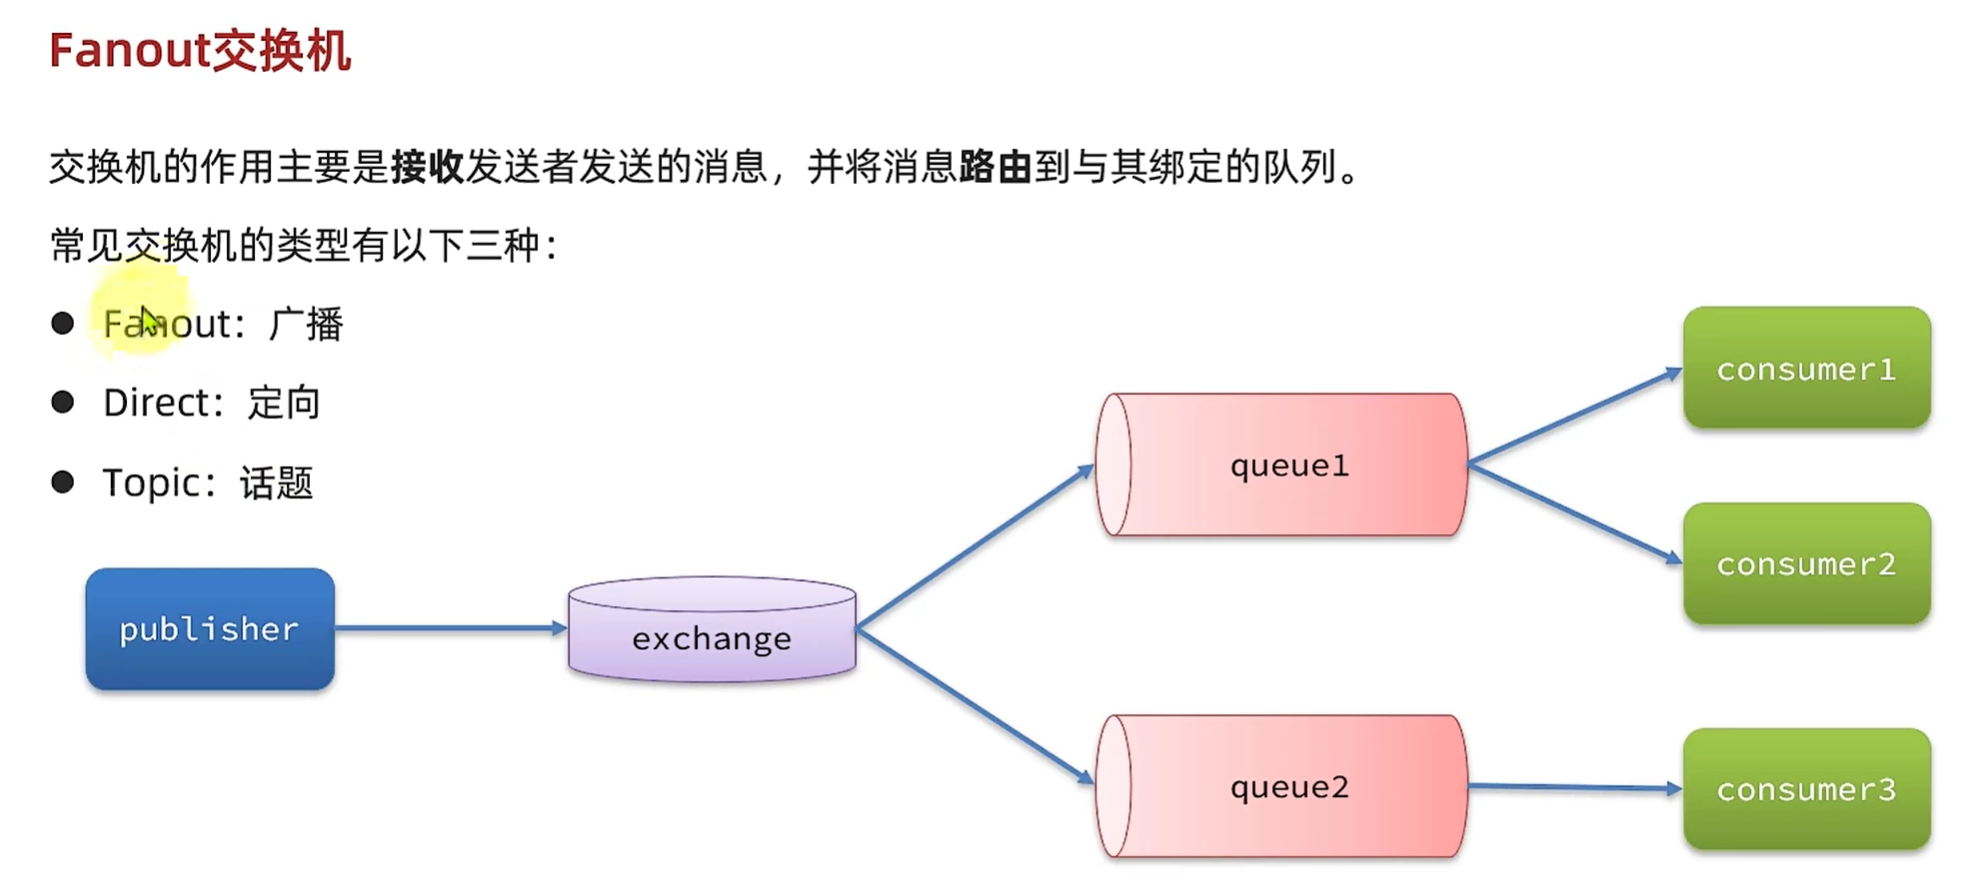 Fanout交换机
交换机的作用主要是接收发送者发送的消息，并将消息路由到与其绑定的队列。
常见交换机的类型有以下三种：
● Fanout：广播
● Direct：定向
● Topic：话题
publisher
exchange
queue1
queue2
consumer1
consumer2
consumer3